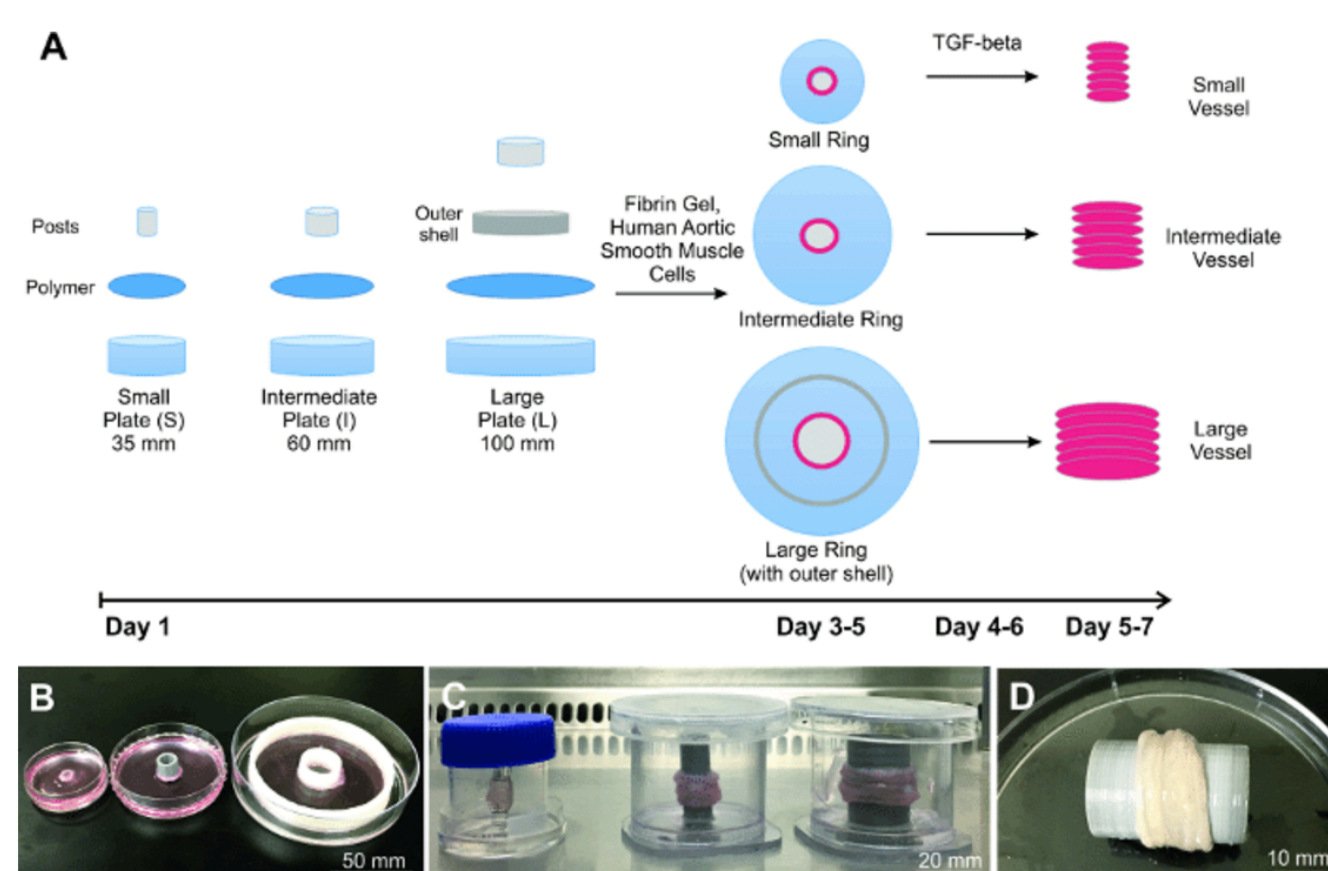 A
TGF-beta
Small
Vessel
Small Ring
Posts
Outer
shell
Fibrin Gel,
Human Aortic
Smooth Muscle
Cells
Intermediate
Vessel
Polymer
Intermediate Ring
Small
Plate (S)
35 mm
Intermediate
Plate (I)
60 mm
Large
Plate (L)
100 mm
Large
Vessel
Large Ring
(with outer shell)
Day 1
Day 3-5
Day 4-6
Day 5-7
B
50 mm
C
20 mm
D
10 mm